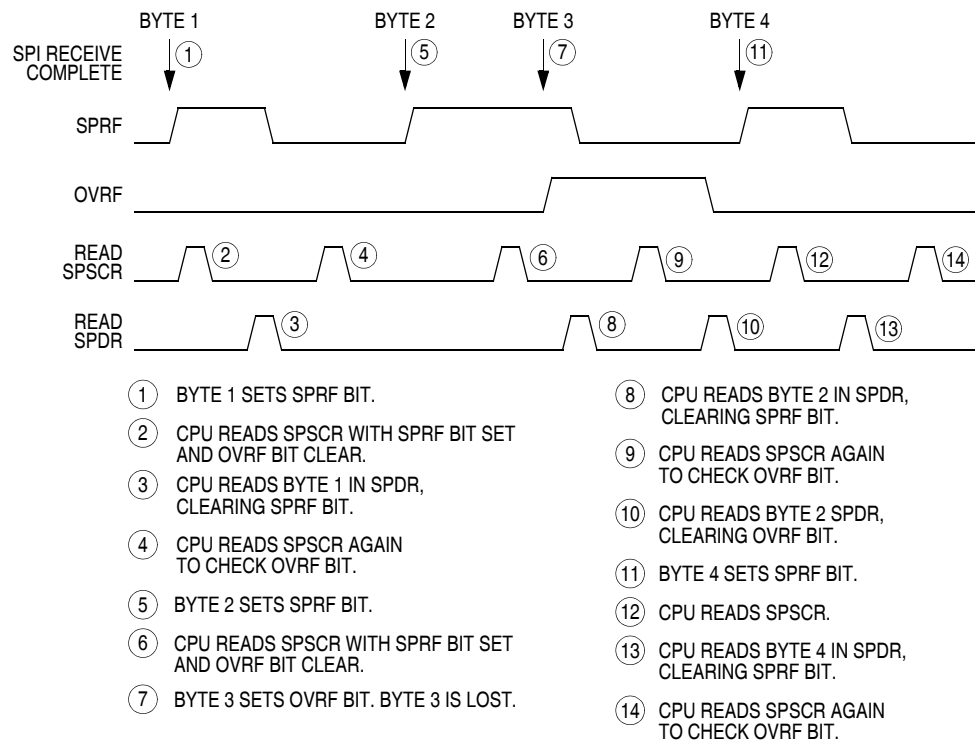 BYTE 1 BYTE 2 BYTE 3 BYTE 4
SPI RECEIVE
COMPLETE
1 5 7 11
SPRF
OVRF
READ
SPSCR
2 4 6 9 12 14
READ
SPDR
3 8 10 13
1 BYTE 1 SETS SPRF BIT.
2 CPU READS SPSCR WITH SPRF BIT SET
AND OVRF BIT CLEAR.
3 CPU READS BYTE 1 IN SPDR,
CLEARING SPRF BIT.
4 CPU READS SPSCR AGAIN
TO CHECK OVRF BIT.
5 BYTE 2 SETS SPRF BIT.
6 CPU READS SPSCR WITH SPRF BIT SET
AND OVRF BIT CLEAR.
7 BYTE 3 SETS OVRF BIT. BYTE 3 IS LOST.
8 CPU READS BYTE 2 IN SPDR,
CLEARING SPRF BIT.
9 CPU READS SPSCR AGAIN
TO CHECK OVRF BIT.
10 CPU READS BYTE 2 SPDR,
CLEARING OVRF BIT.
11 BYTE 4 SETS SPRF BIT.
12 CPU READS SPSCR.
13 CPU READS BYTE 4 IN SPDR,
CLEARING SPRF BIT.
14 CPU READS SPSCR AGAIN
TO CHECK OVRF BIT.